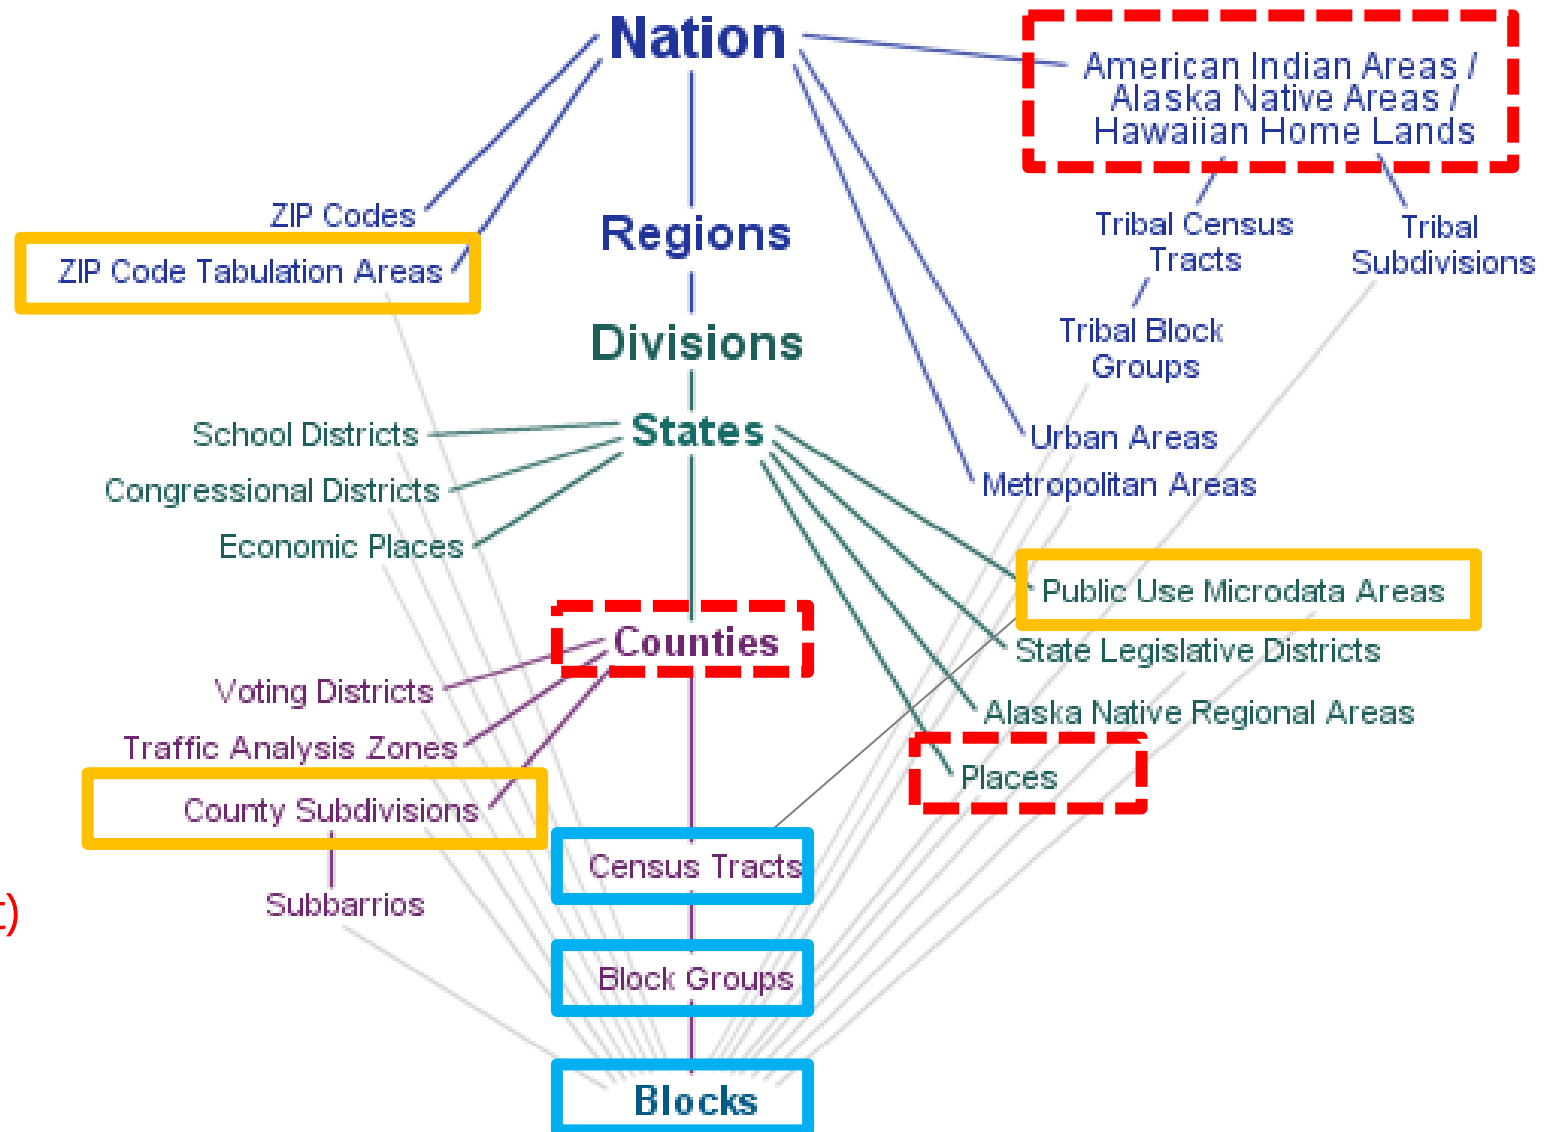 Nation
American Indian Areas /
Alaska Native Areas /
Hawaiian Home Lands
ZIP Codes
ZIP Code Tabulation Areas
Regions
Tribal Census
Tracts
Tribal
Subdivisions
Tribal Block
Groups
Divisions
States
School Districts
Congressional Districts
Economic Places
Urban Areas
Metropolitan Areas
Public Use Microdata Areas
State Legislative Districts
Alaska Native Regional Areas
Places
Counties
Voting Districts
Traffic Analysis Zones
County Subdivisions
Subbarrios
Census Tracts
Block Groups
Blocks